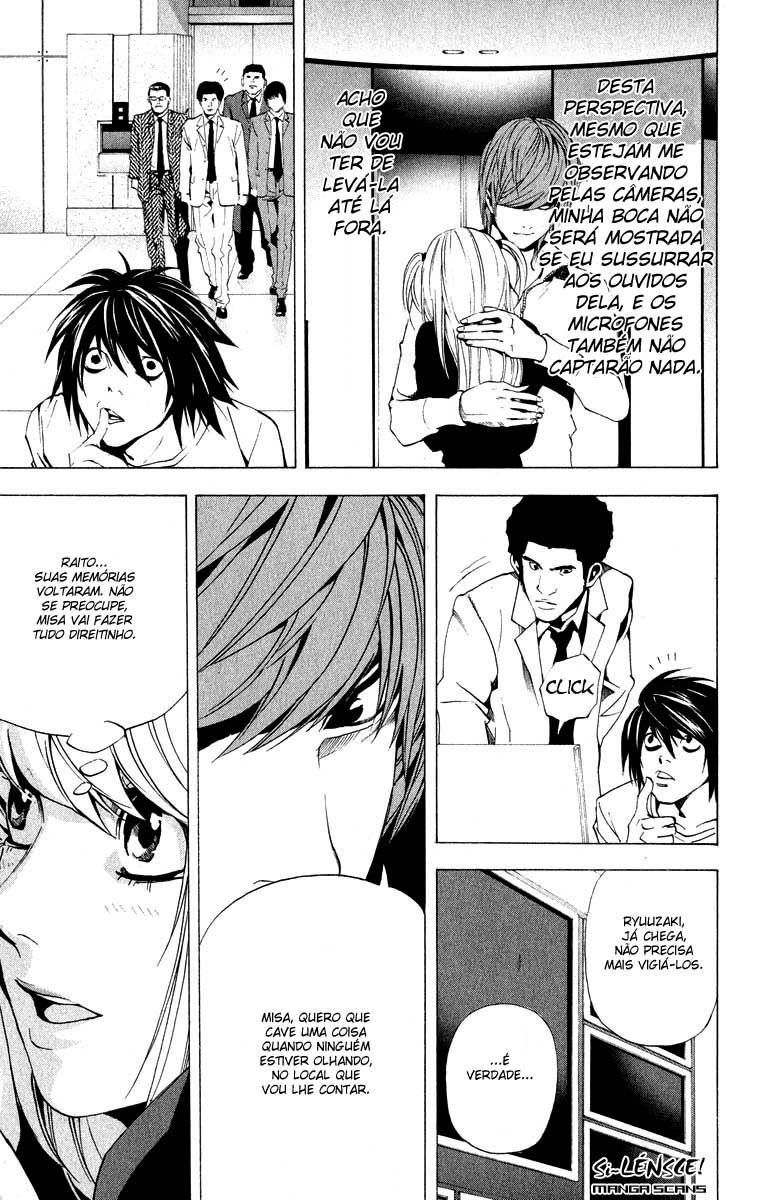 DESTA
PERSPECTIVA,
MESMO QUE
ESTEJAM ME
OBSERVANDO
PELAS CÂMERAS,
MINHA BOCA NÃO
SERÁ MOSTRADA
SE EU SUSSURRAR
AOS OUVIDOS
DELA, E OS
MICROFONES
TAMBÉM NÃO
CAPTARÃO NADA.
ACHO
QUE
NÃO VOU
TER DE
LEVÁ-LA
ATÉ LÁ
FORA.
CLICK
RYUUZAKI,
JÁ CHEGA,
NÃO PRECISA
MAIS VIGIÁ-LOS.
...É
VERDADE...
MISA, QUERO QUE
CAVE UMA COISA
QUANDO NINGUÉM
ESTIVER OLHANDO,
NO LOCAL QUE
VOU LHE CONTAR.
RAITO...
SUAS MEMÓRIAS
VOLTARAM. NÃO
SE PREOCUPE,
MISA VAI FAZER
TUDO DIREITINHO.
Si-LÉNSCE!
MANGA SCANS